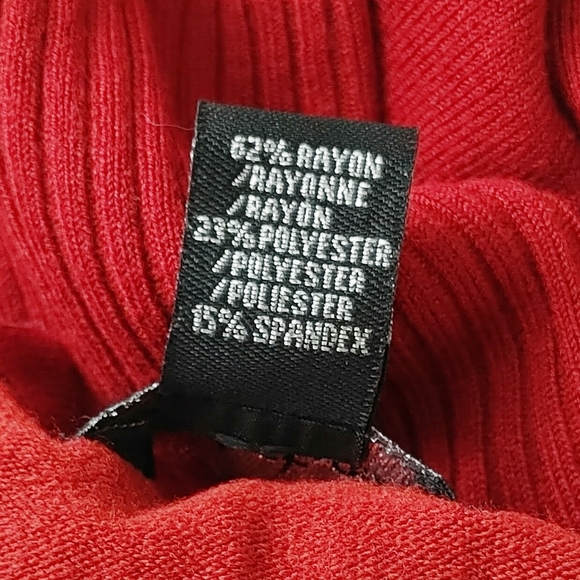 62% RAYON
/RAYONNE
/RAYON
23% POLYESTER
/POLYESTER
/POLIESTER
15% SPANDEX